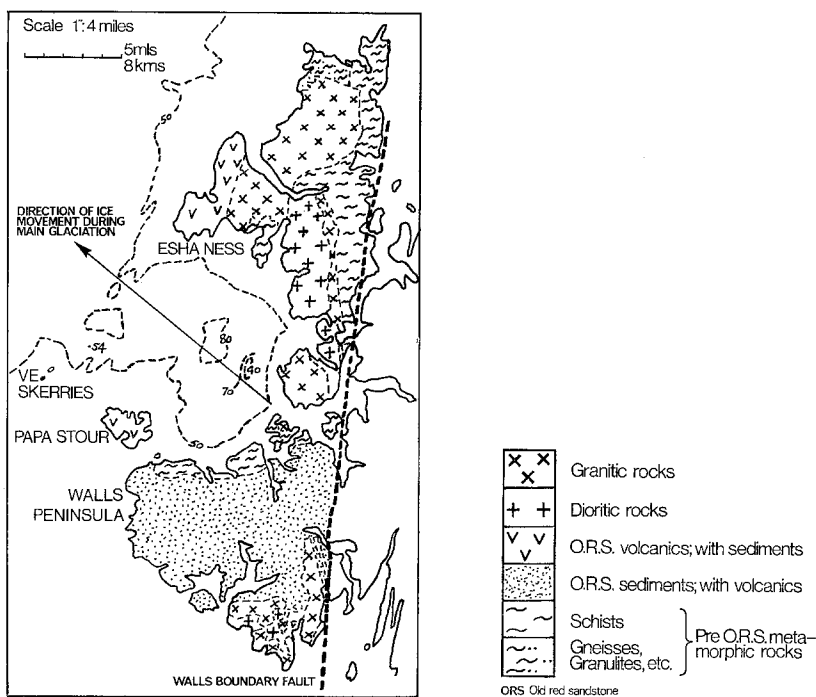 Scale 1":4 miles
5mls
8kms
50
DIRECTION OF ICE
MOVEMENT DURING
MAIN GLACIATION
ESHA NESS
80
54
90
70
VE
SKERRIES
PAPA STOUR
50
WALLS
PENINSULA
WALLS BOUNDARY FAULT
Granitic rocks
Dioritic rocks
O.R.S. volcanics; with sediments
O.R.S. sediments; with volcanics
Schists
Gneisses,
Granulites, etc.
Pre O.R.S. meta-
morphic rocks
ORS Old red sandstone